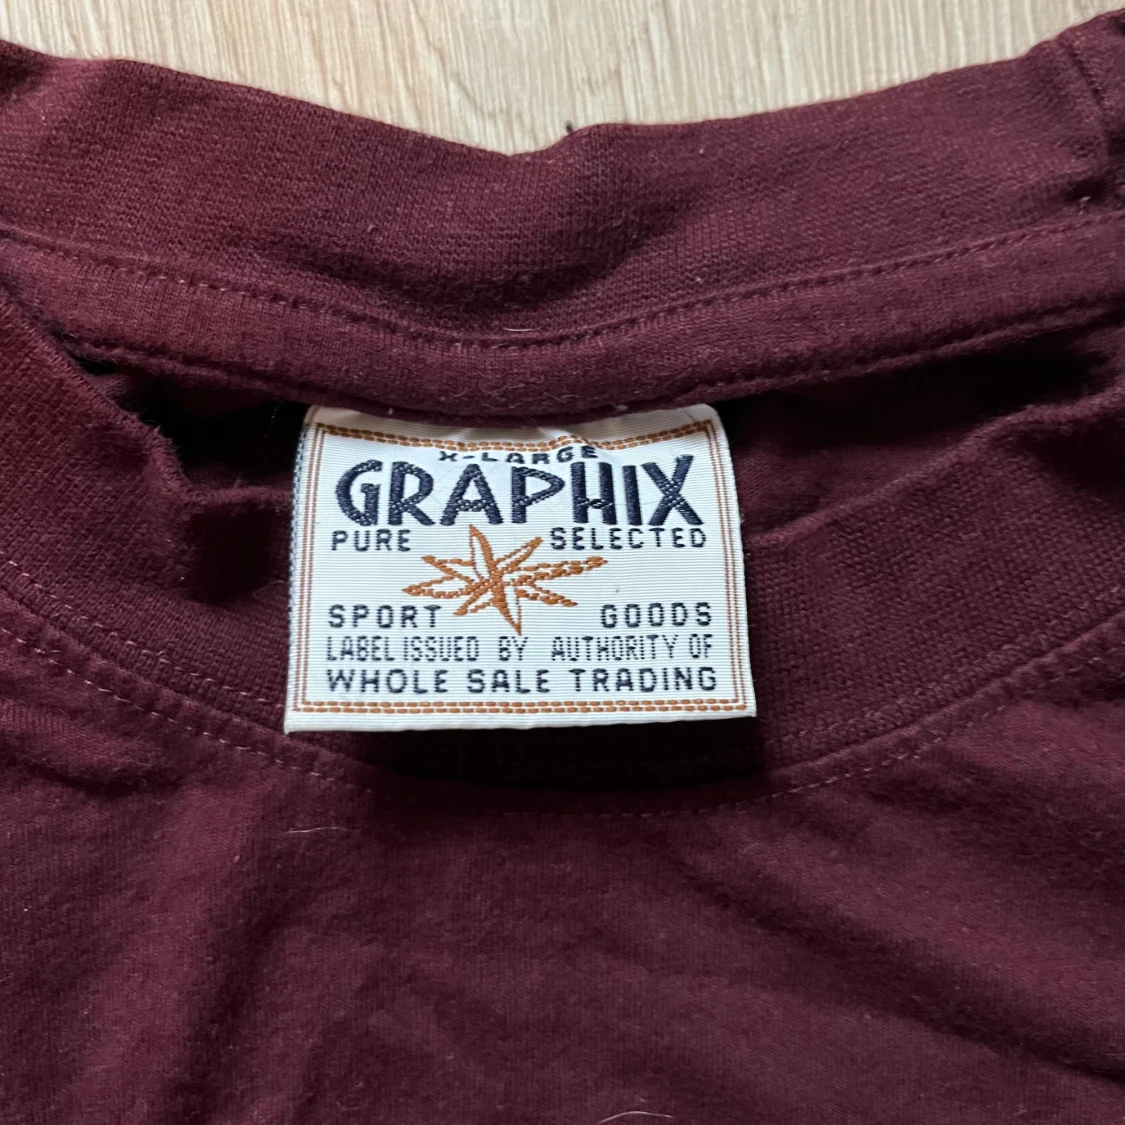 X-LARGE
GRAPHIX
PURE SELECTED
SPORT GOODS
LABEL ISSUED BY AUTHORITY OF
WHOLE SALE TRADING